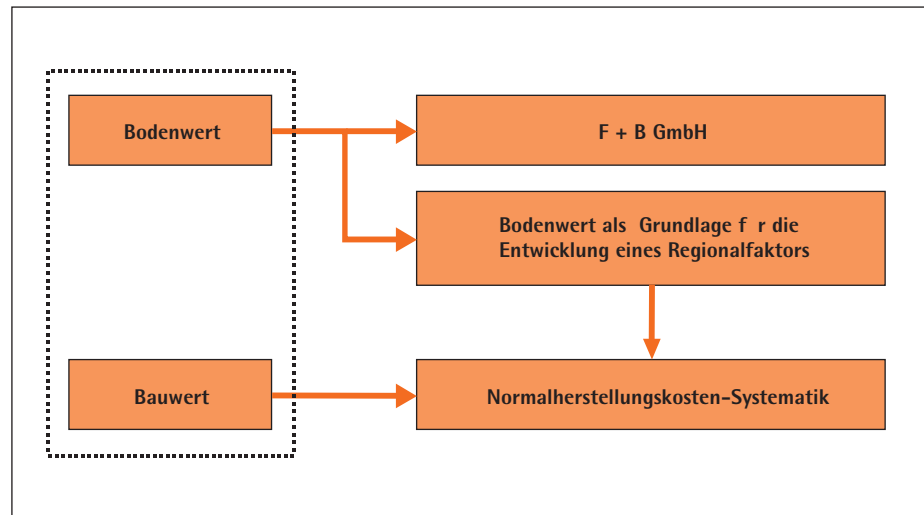 Bodenwert
F + B GmbH
Bodenwert als Grundlage f r die
Entwicklung eines Regionalfaktors
Bauwert
Normalherstellungskosten-Systematik